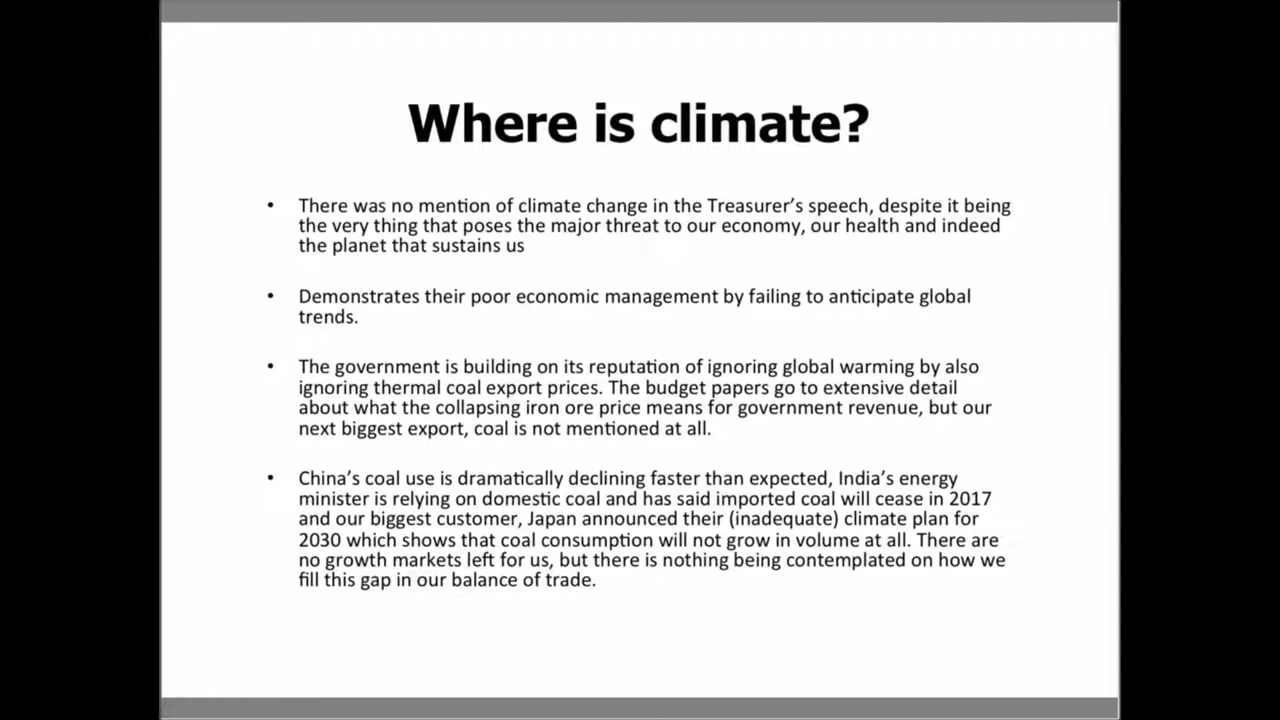 Where is climate?
• There was no mention of climate change in the Treasurer’s speech, despite it being
the very thing that poses the major threat to our economy, our health and indeed
the planet that sustains us
• Demonstrates their poor economic management by failing to anticipate global
trends.
• The government is building on its reputation of ignoring global warming by also
ignoring thermal coal export prices. The budget papers go to extensive detail
about what the collapsing iron ore price means for government revenue, but our
next biggest export, coal is not mentioned at all.
• China’s coal use is dramatically declining faster than expected, India’s energy
minister is relying on domestic coal and has said imported coal will cease in 2017
and our biggest customer, Japan announced their (inadequate) climate plan for
2030 which shows that coal consumption will not grow in volume at all. There are
no growth markets left for us, but there is nothing being contemplated on how we
fill this gap in our balance of trade.